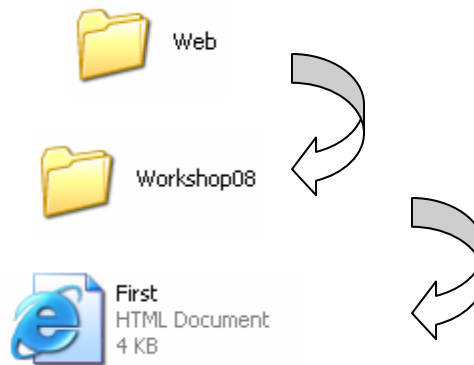 Web
Workshop08
First
HTML Document
4 KB